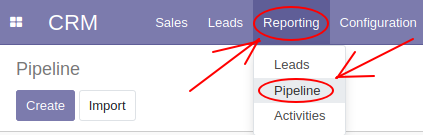 CRM Sales Leads Reporting Configuration
Leads
Pipeline
Pipeline
Activities
Create Import